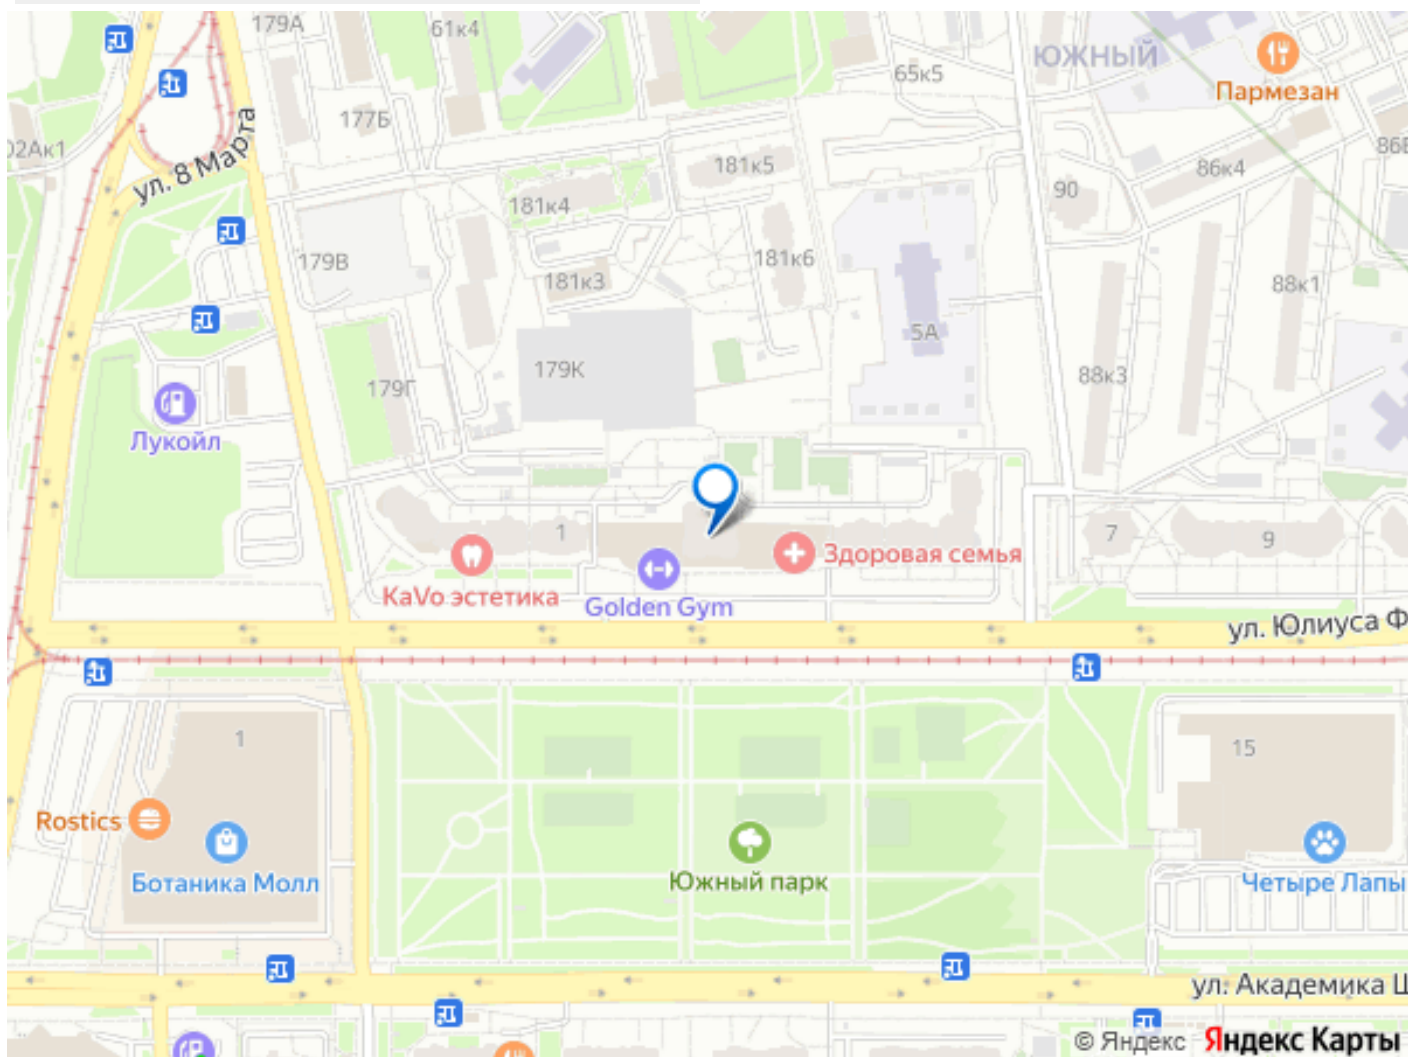 179А
61к4
ЮЖНЫЙ
65к5
Пармезан
177Б
02Ак1
ул. 8 Марта
181к5
86к4
86В
90
181к4
179В
181к6
181к3
88к1
5А
179К
88к3
179Г
Лукойл
1
7
9
Здоровая семья
KaVo эстетика
Golden Gym
ул. Юлиуса Ф
1
15
Rostics
Ботаника Молл
Южный парк
Четыре Лапы
ул. Академика Ш
© Яндекс Яндекс Карты